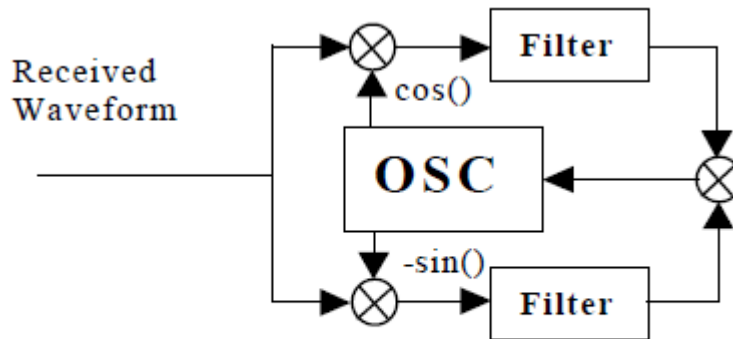 Received
Waveform
Filter
cos()
OSC
-sin()
Filter